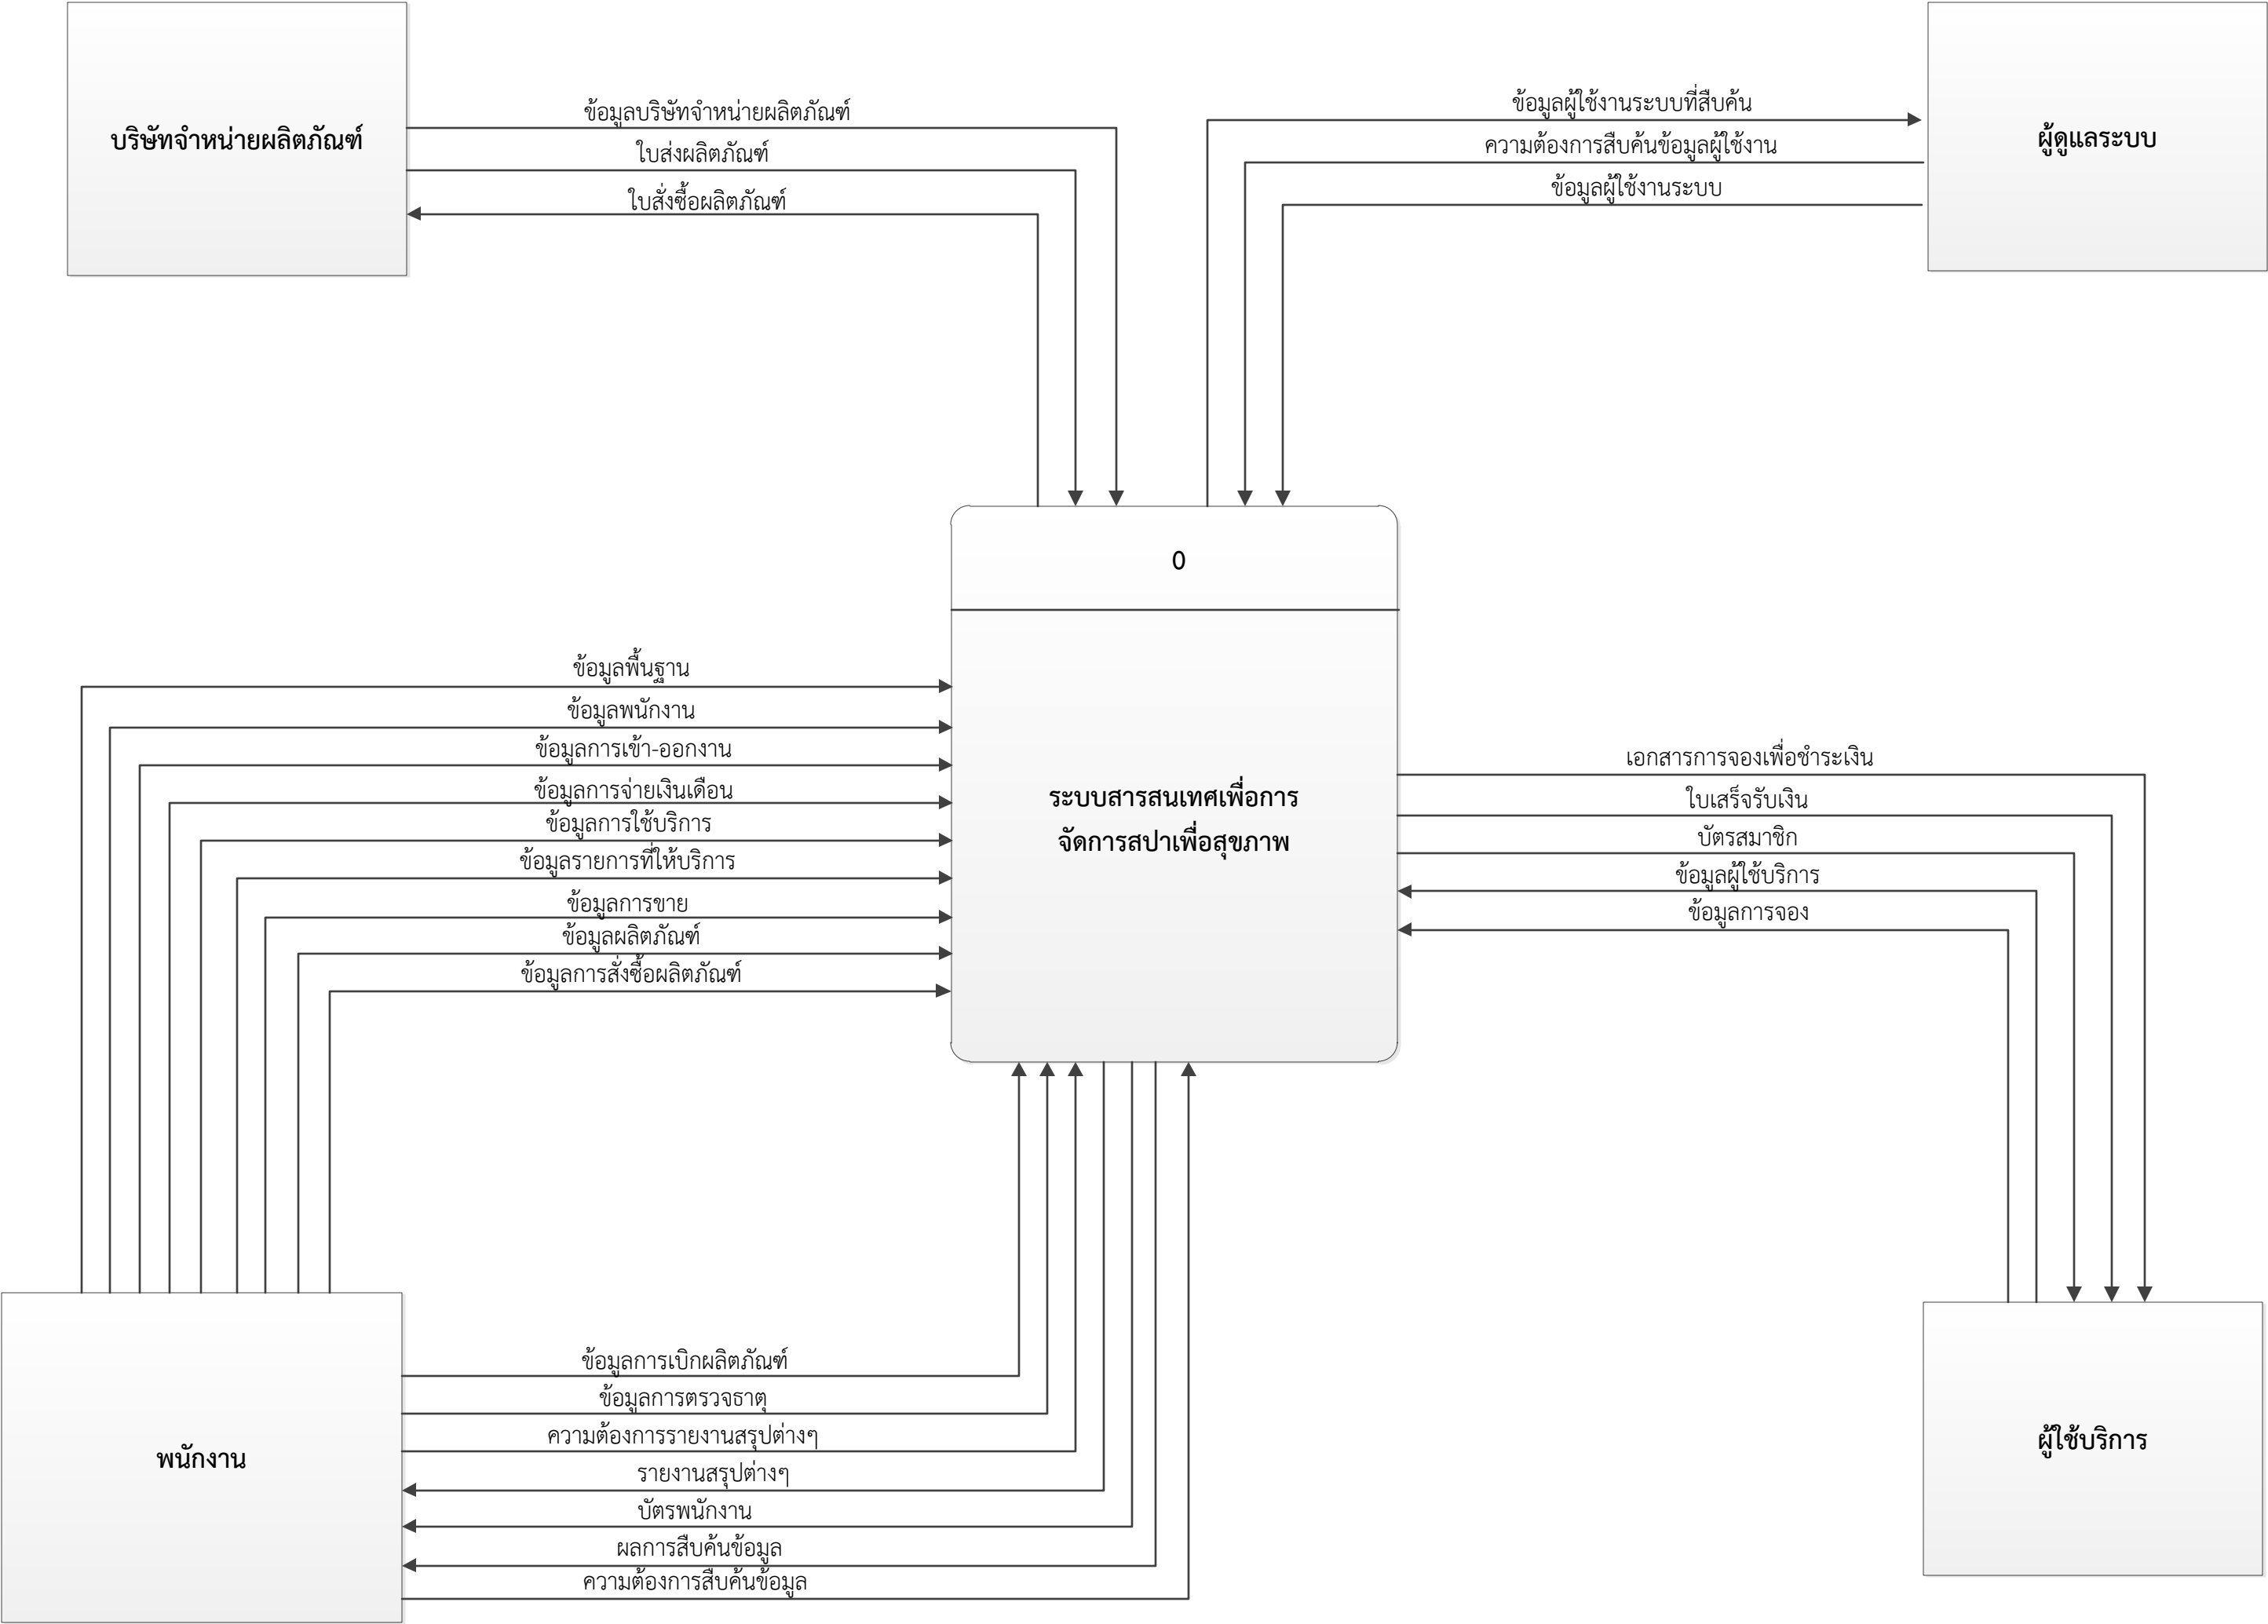 บริษัทจำหน่ายผลิตภัณฑ์
ข้อมูลบริษัทจำหน่ายผลิตภัณฑ์
ใบส่งผลิตภัณฑ์
ใบสั่งซื้อผลิตภัณฑ์
ข้อมูลผู้ใช้งานระบบที่สืบค้น
ความต้องการสืบค้นข้อมูลผู้ใช้งาน
ข้อมูลผู้ใช้งานระบบ
ผู้ดูแลระบบ
0
ระบบสารสนเทศเพื่อการ
จัดการสปาเพื่อสุขภาพ
ข้อมูลพื้นฐาน
ข้อมูลพนักงาน
ข้อมูลการเข้า-ออกงาน
ข้อมูลการจ่ายเงินเดือน
ข้อมูลการใช้บริการ
ข้อมูลรายการที่ให้บริการ
ข้อมูลการขาย
ข้อมูลผลิตภัณฑ์
ข้อมูลการสั่งซื้อผลิตภัณฑ์
เอกสารการจองเพื่อชำระเงิน
ใบเสร็จรับเงิน
บัตรสมาชิก
ข้อมูลผู้ใช้บริการ
ข้อมูลการจอง
พนักงาน
ข้อมูลการเบิกผลิตภัณฑ์
ข้อมูลการตรวจธาตุ
ความต้องการรายงานสรุปต่างๆ
รายงานสรุปต่างๆ
บัตรพนักงาน
ผลการสืบค้นข้อมูล
ความต้องการสืบค้นข้อมูล
ผู้ใช้บริการ